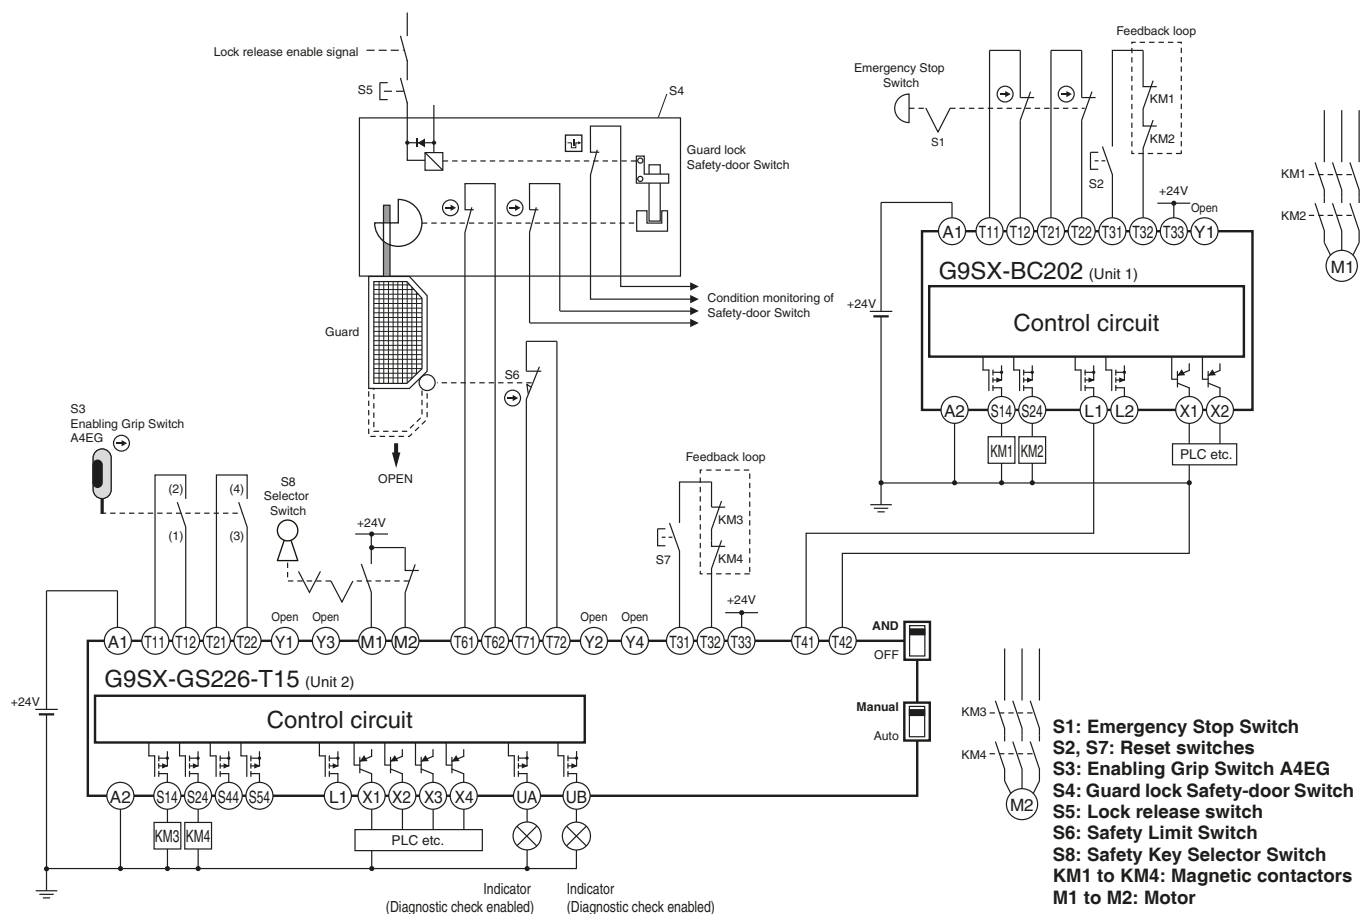 Lock release enable signal
S5
S4
Guard lock
Safety-door Switch
Condition monitoring of
Safety-door Switch
Guard
OPEN
S6
Feedback loop
Emergency Stop
Switch
S1
KM1
KM2
S2
+24V
Open
A1
T11
T12
T21
T22
T31
T32
T33
Y1
G9SX-BC202 (Unit 1)
Control circuit
+24V
A2
S14
S24
L1
L2
X1
X2
KM1
KM2
PLC etc.
KM1
KM2
M1
S3
Enabling Grip Switch
A4EG
(2)
(1)
(4)
(3)
S8
Selector
Switch
+24V
Feedback loop
KM3
KM4
S7
+24V
Open
Open
Open
Open
A1
T11
T12
T21
T22
Y1
Y3
M1
M2
T61
T62
T71
T72
Y2
Y4
T31
T32
T33
T41
T42
AND
OFF
G9SX-GS226-T15 (Unit 2)
Control circuit
+24V
Manual
Auto
A2
S14
S24
S44
S54
L1
X1
X2
X3
X4
UA
UB
KM3
KM4
PLC etc.
Indicator
(Diagnostic check enabled)
Indicator
(Diagnostic check enabled)
KM3
KM4
M2
S1: Emergency Stop Switch
S2, S7: Reset switches
S3: Enabling Grip Switch A4EG
S4: Guard lock Safety-door Switch
S5: Lock release switch
S6: Safety Limit Switch
S8: Safety Key Selector Switch
KM1 to KM4: Magnetic contactors
M1 to M2: Motor